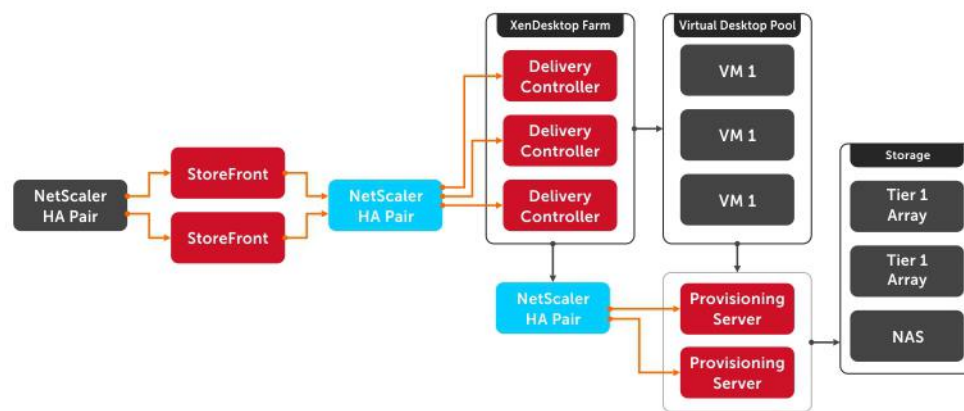 NetScaler
HA Pair
StoreFront
StoreFront
NetScaler
HA Pair
XenDesktop Farm
Delivery
Controller
Delivery
Controller
Delivery
Controller
Virtual Desktop Pool
VM 1
VM 1
VM 1
NetScaler
HA Pair
Provisioning
Server
Provisioning
Server
Storage
Tier 1
Array
Tier 1
Array
NAS